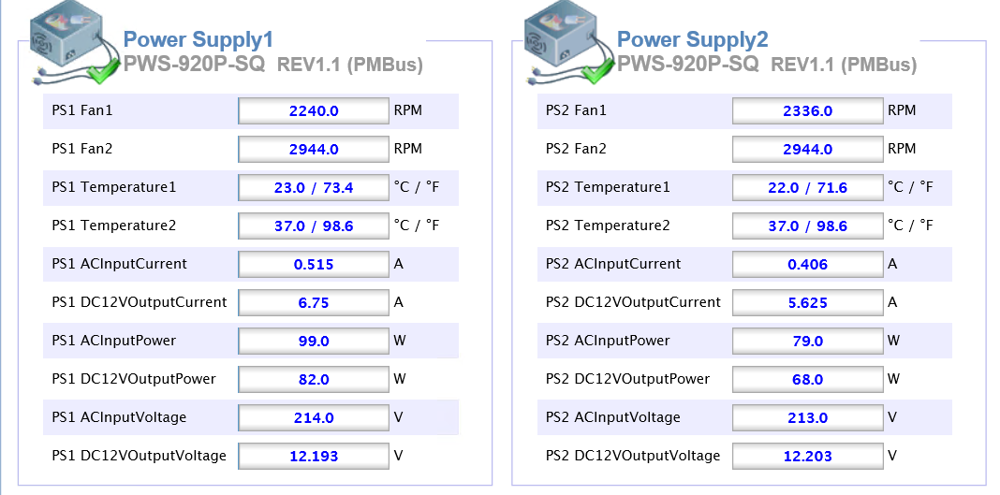 Power Supply1
PWS-920P-SQ REV1.1 (PMBus)
PS1 Fan1 2240.0 RPM
PS1 Fan2 2944.0 RPM
PS1 Temperature1 23.0 / 73.4 °C / °F
PS1 Temperature2 37.0 / 98.6 °C / °F
PS1 ACInputCurrent 0.515 A
PS1 DC12VOutputCurrent 6.75 A
PS1 ACInputPower 99.0 W
PS1 DC12VOutputPower 82.0 W
PS1 ACInputVoltage 214.0 V
PS1 DC12VOutputVoltage 12.193 V
Power Supply2
PWS-920P-SQ REV1.1 (PMBus)
PS2 Fan1 2336.0 RPM
PS2 Fan2 2944.0 RPM
PS2 Temperature1 22.0 / 71.6 °C / °F
PS2 Temperature2 37.0 / 98.6 °C / °F
PS2 ACInputCurrent 0.406 A
PS2 DC12VOutputCurrent 5.625 A
PS2 ACInputPower 79.0 W
PS2 DC12VOutputPower 68.0 W
PS2 ACInputVoltage 213.0 V
PS2 DC12VOutputVoltage 12.203 V